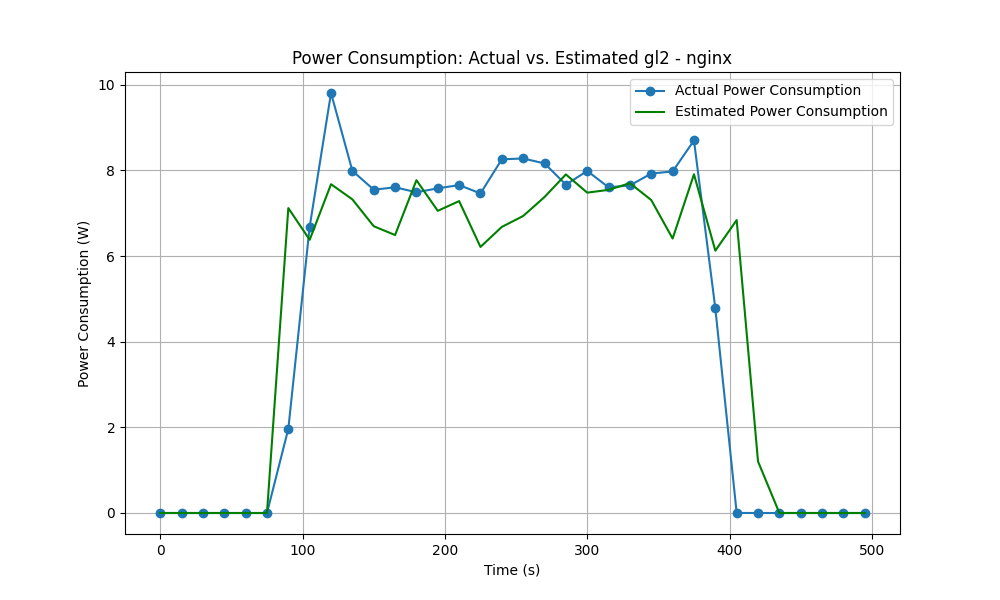 Power Consumption: Actual vs. Estimated gl2 - nginx
Actual Power Consumption
Estimated Power Consumption
Power Consumption (W)
10
8
6
4
2
0
0 100 200 300 400 500
Time (s)